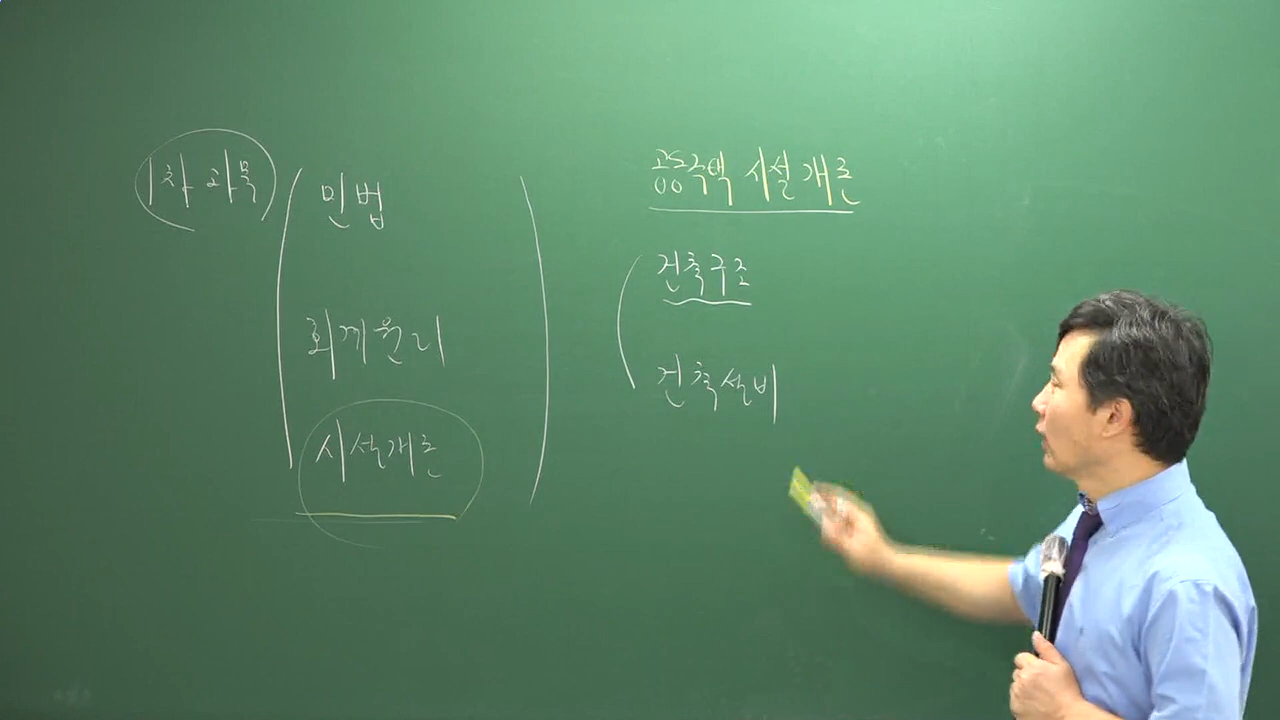 1차 과목
민법
회계원리
시설개론
공동주택 시설개론
건축구조
건축설비